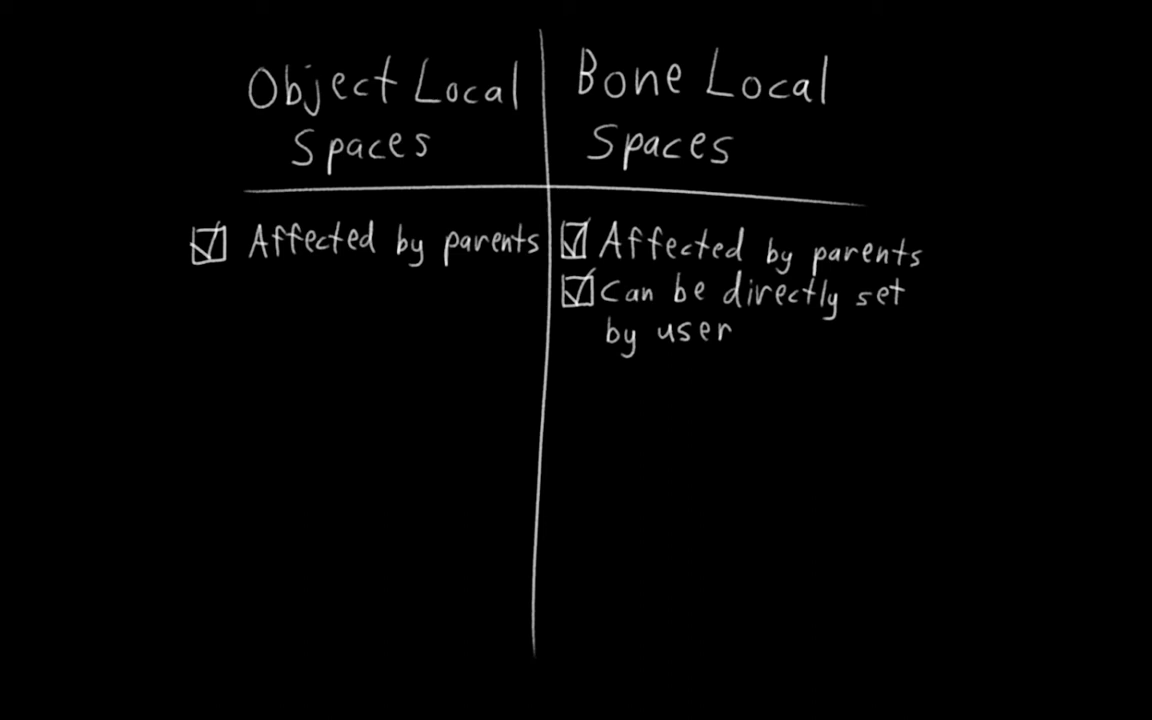 Object Local
Spaces
Bone Local
Spaces
Affected by parents
Affected by parents
Can be directly set
by user